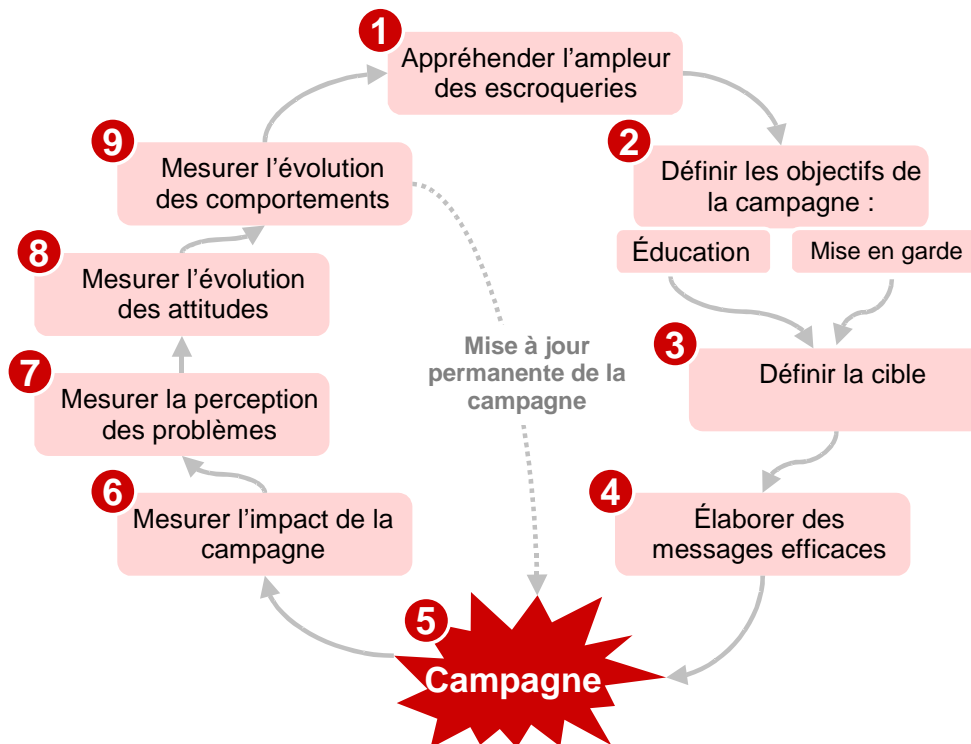 1
Appréhender l’ampleur
des escroqueries
2
Définir les objectifs de
la campagne :
Éducation
Mise en garde
3
Définir la cible
4
Élaborer des
messages efficaces
5
Campagne
6
Mesurer l’impact de la
campagne
7
Mesurer la perception
des problèmes
8
Mesurer l’évolution
des attitudes
9
Mesurer l’évolution
des comportements
Mise à jour
permanente de la
campagne